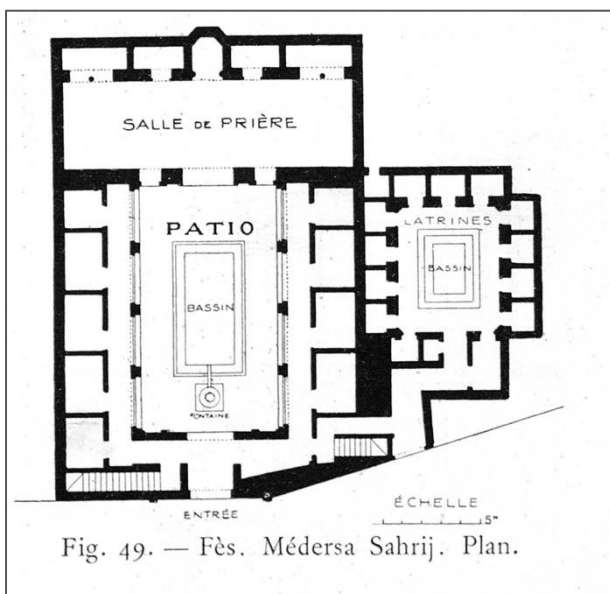 SALLE DE PRIÈRE
PATIO
LATRINES
BASSIN
BASSIN
FONTAINE
ENTRÉE
ÉCHELLE
5m
Fig. 49. — Fès. Médersa Sahrij. Plan.